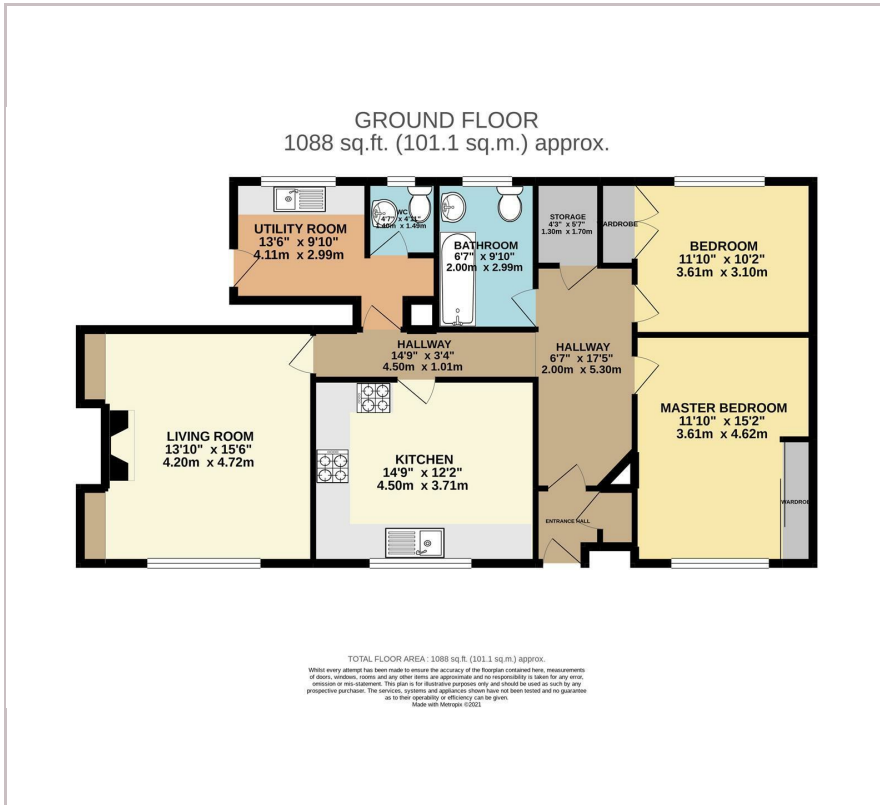 GROUND FLOOR
1088 sq.ft. (101.1 sq.m.) approx.
UTILITY ROOM
13'6" x 9'10"
4.11m x 2.99m
WC
4'7" x 4'11"
1.40m x 1.49m
BATHROOM
6'7" x 9'10"
2.00m x 2.99m
STORAGE
4'3" x 5'7"
1.30m x 1.70m
ARDROBE
BEDROOM
11'10" x 10'2"
3.61m x 3.10m
HALLWAY
14'9" x 3'4"
4.50m x 1.01m
HALLWAY
6'7" x 17'5"
2.00m x 5.30m
MASTER BEDROOM
11'10" x 15'2"
3.61m x 4.62m
LIVING ROOM
13'10" x 15'6"
4.20m x 4.72m
KITCHEN
14'9" x 12'2"
4.50m x 3.71m
WARDROBE
ENTRANCE HALL
TOTAL FLOOR AREA : 1088 sq.ft. (101.1 sq.m.) approx.
Whilst every attempt has been made to ensure the accuracy of the floorplan contained here, measurements
of doors, windows, rooms and any other items are approximate and no responsibility is taken for any error,
omission or mis-statement. This plan is for illustrative purposes only and should be used as such by any
prospective purchaser. The services, systems and appliances shown have not been tested and no guarantee
as to their operability or efficiency can be given.
Made with Metropix ©2021